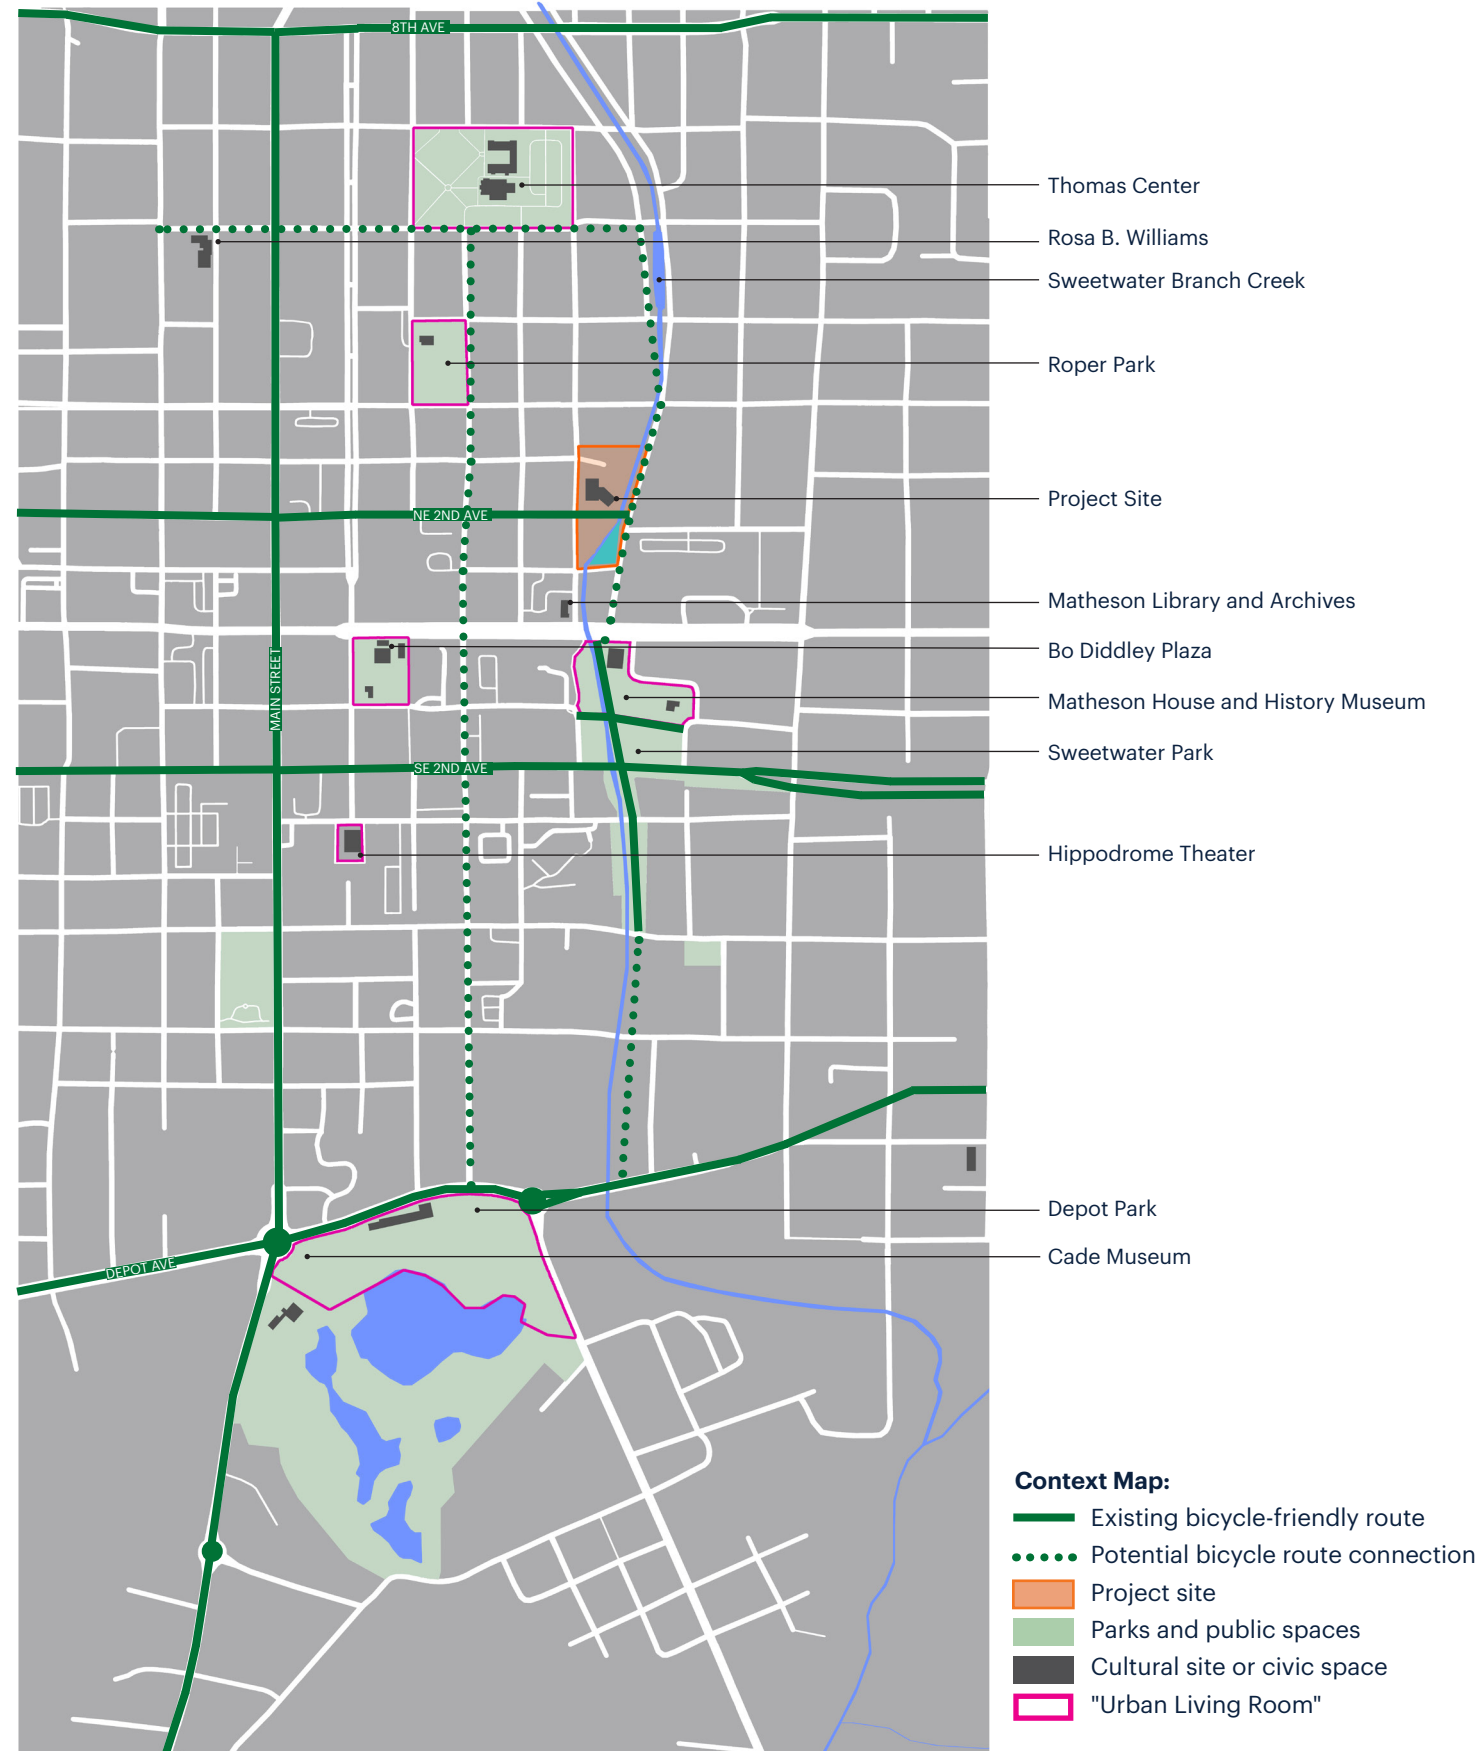 8TH AVE
Thomas Center
Rosa B. Williams
Sweetwater Branch Creek
Roper Park
Project Site
NE 2ND AVE
Matheson Library and Archives
Bo Diddley Plaza
MAIN STREET
Matheson House and History Museum
Sweetwater Park
SE 2ND AVE
Hippodrome Theater
Depot Park
Cade Museum
DEPOT AVE
Context Map:
Existing bicycle-friendly route
Potential bicycle route connection
Project site
Parks and public spaces
Cultural site or civic space
"Urban Living Room"